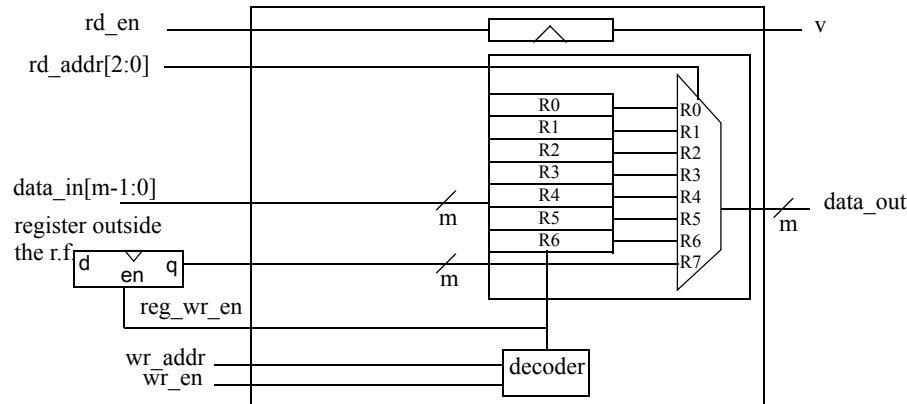 rd_en
v
rd_addr[2:0]
R0
R1
R2
R3
R4
R5
R6
R0
R1
R2
R3
R4
R5
R6
R7
data_in[m-1:0]
m
m
data_out
register outside
the r.f.
d
q
en
m
reg_wr_en
wr_addr
wr_en
decoder